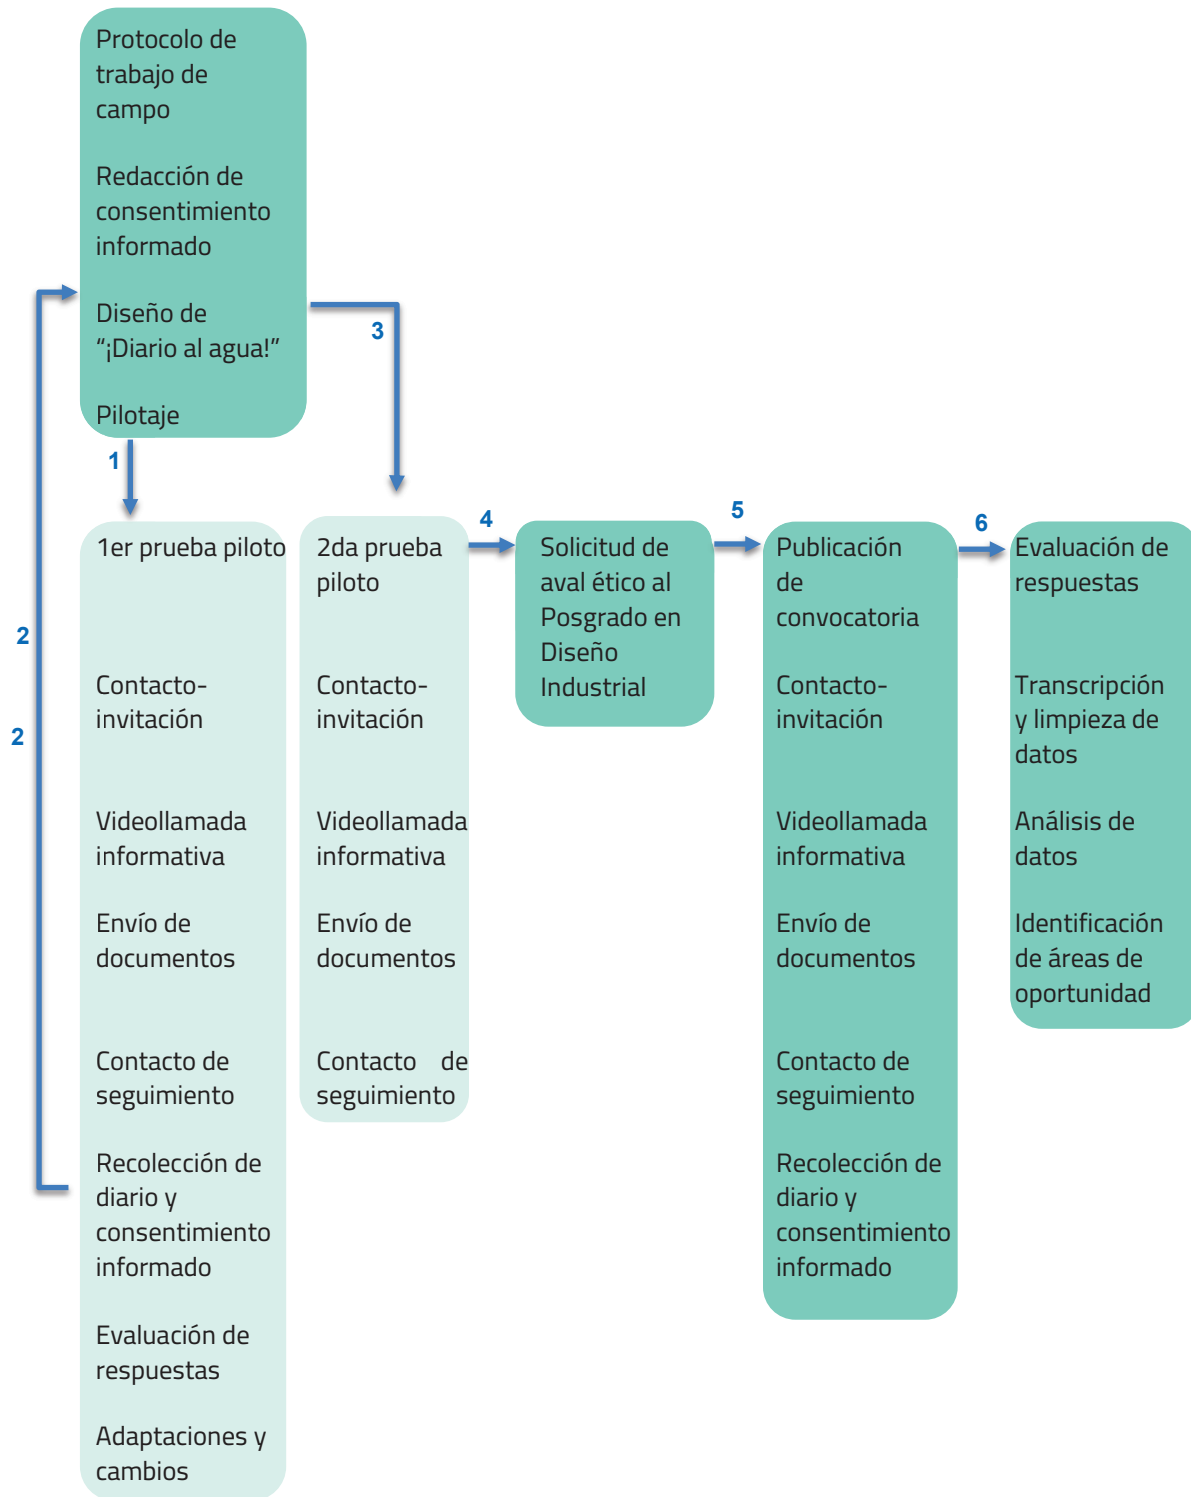 Protocolo de
trabajo de
campo
Redacción de
consentimiento
informado
Diseño de
“¡Diario al agua!”
Pilotaje
1
2
2
3
1er prueba piloto
Contacto-
invitación
Videollamada
informativa
Envío de
documentos
Contacto de
seguimiento
Recolección de
diario y
consentimiento
informado
Evaluación de
respuestas
Adaptaciones y
cambios
2da prueba
piloto
Contacto-
invitación
Videollamada
informativa
Envío de
documentos
Contacto de
seguimiento
4
Solicitud de
aval ético al
Posgrado en
Diseño
Industrial
5
Publicación
de
convocatoria
Contacto-
invitación
Videollamada
informativa
Envío de
documentos
Contacto de
seguimiento
Recolección de
diario y
consentimiento
informado
6
Evaluación de
respuestas
Transcripción
y limpieza de
datos
Análisis de
datos
Identificación
de áreas de
oportunidad